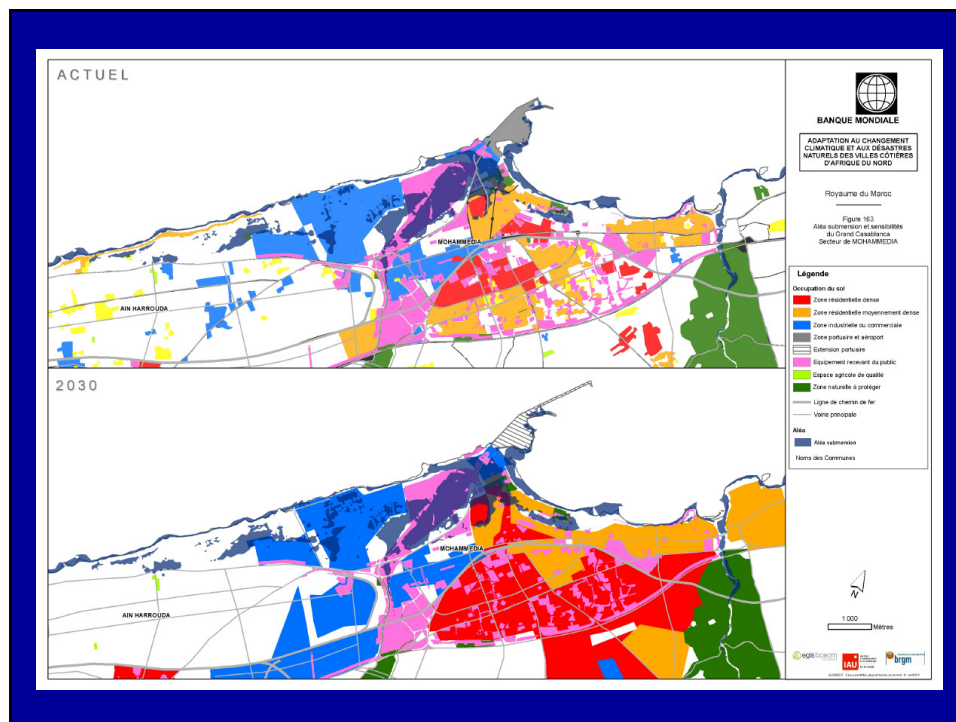 ACTUEL
MOHAMMEDIA
AIN HARROUDA
2030
MOHAMMEDIA
AIN HARROUDA
BANQUE MONDIALE
ADAPTATION AU CHANGEMENT
CLIMATIQUE ET AUX DÉSASTRES
NATURELS DES VILLES CÔTIÈRES
D'AFRIQUE DU NORD
Royaume du Maroc
Figure 163
Aléa submersion et sensibilités
du Grand Casablanca
Secteur de MOHAMMEDIA
Légende
Occupation du sol
Zone résidentielle dense
Zone résidentielle moyennement dense
Zone industrielle ou commerciale
Zone portuaire et aéroport
Extension portuaire
Equipement recevant du public
Espace agricole de qualité
Zone naturelle à protéger
Ligne de chemin de fer
Voirie principale
Aléa
Aléa submersion
Noms des Communes
N
1 000
Mètres
egis bceom
IAU
brgm